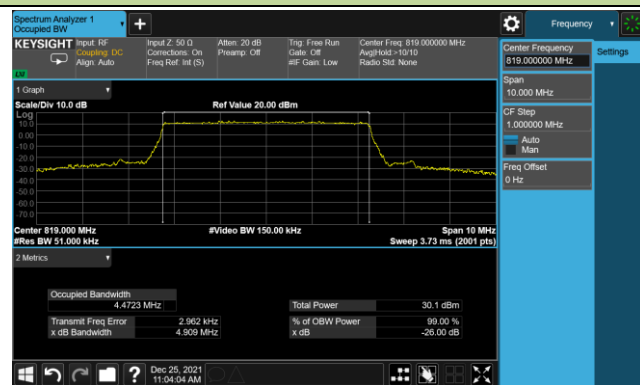 Spectrum Analyzer 1
Occupied BW
Frequency
KEYSIGHT
Input: RF
Coupling: DC
Align: Auto
Input Z: 50 Ω
Corrections: On
Freq Ref: Int (S)
Atten: 20 dB
Preamp: Off
Trig: Free Run
Gate: Off
#IF Gain: Low
Center Freq: 819.000000 MHz
Avg|Hold:>10/10
Radio Std: None
Center Frequency
819.000000 MHz
Settings
Span
10.000 MHz
CF Step
1.000000 MHz
Auto
Man
Freq Offset
0 Hz
1 Graph
Scale/Div 10.0 dB
Ref Value 20.00 dBm
Log
10.0
0.00
-10.0
-20.0
-30.0
-40.0
-50.0
-60.0
-70.0
Center 819.000 MHz
#Video BW 150.00 kHz
Span 10 MHz
#Res BW 51.000 kHz
Sweep 3.73 ms (2001 pts)
2 Metrics
Occupied Bandwidth
4.4723 MHz
Total Power 30.1 dBm
Transmit Freq Error 2.962 kHz
% of OBW Power 99.00 %
x dB Bandwidth 4.909 MHz
x dB -26.00 dB
?
Dec 25, 2021
11:04:04 AM